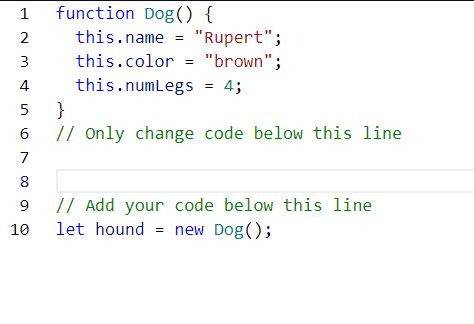 1 function Dog() {
2 this.name = "Rupert";
3 this.color = "brown";
4 this.numLegs = 4;
5 }
6 // Only change code below this line
7
8
9 // Add your code below this line
10 let hound = new Dog();